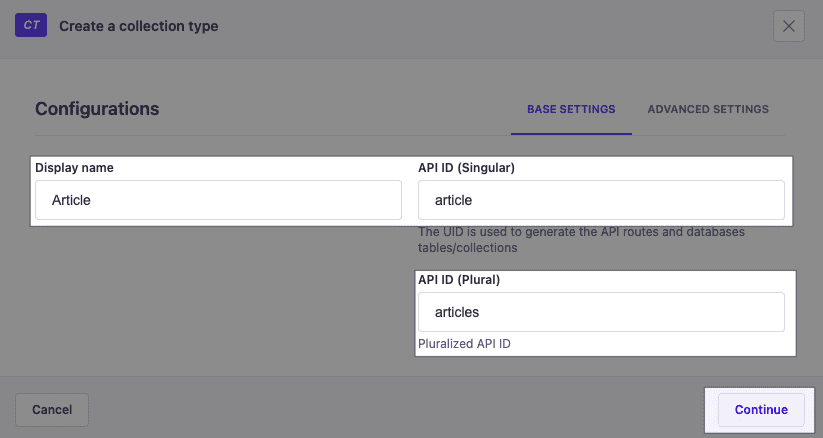 CT Create a collection type
Configurations
BASE SETTINGS ADVANCED SETTINGS
Display name
Article
API ID (Singular)
article
The UID is used to generate the API routes and databases
tables/collections
API ID (Plural)
articles
Pluralized API ID
Cancel
Continue